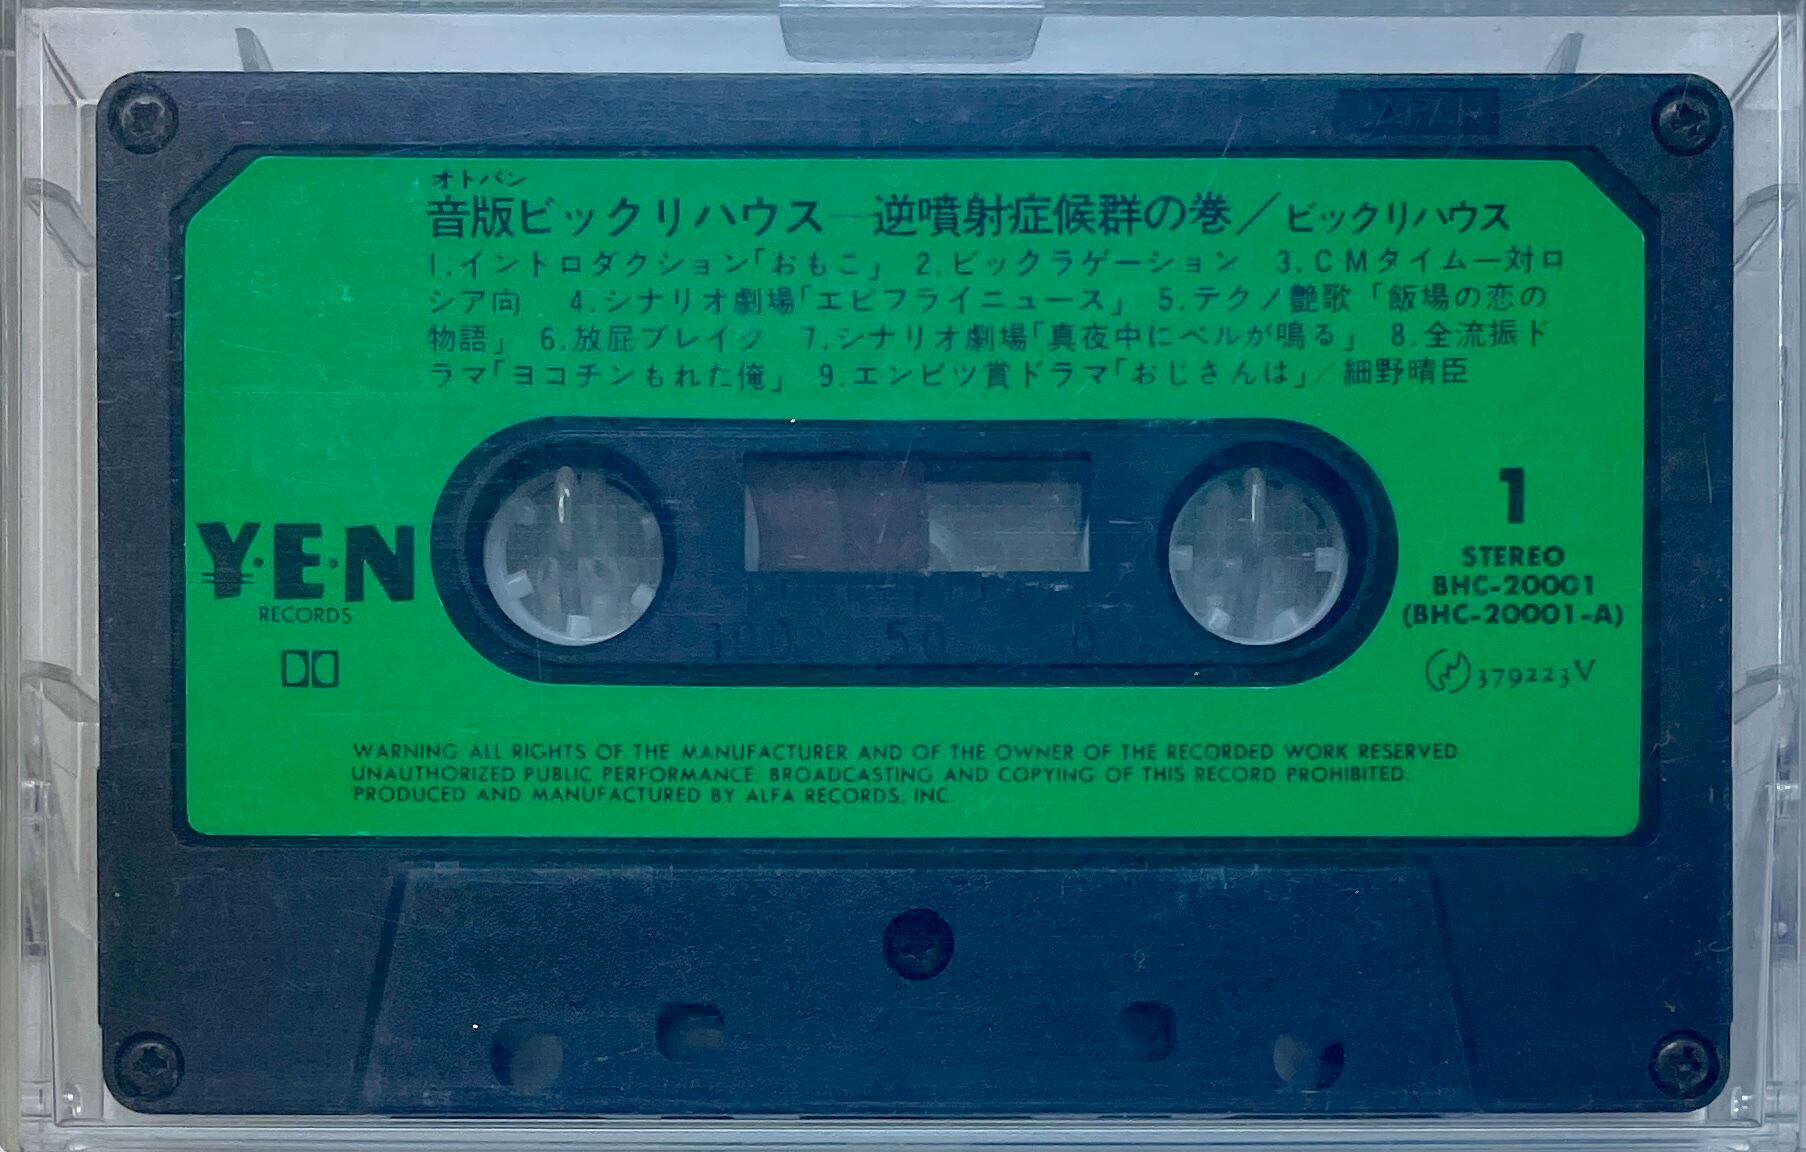 JAPAN
オトバン
音版ビックリハウス―逆噴射症候群の巻／ビックリハウス
1.イントロダクション「おもこ」 2.ビックラゲーション 3.CMタイム―対ロ
シア向 4.シナリオ劇場「エビフライニュース」 5.テクノ艶歌「飯場の恋の
物語」 6.放屁ブレイク 7.シナリオ劇場「真夜中にベルが鳴る」 8.全流振ド
ラマ「ヨコチンもれた俺」 9.エンピツ賞ドラマ「おじさんは」／細野晴臣
Y·E·N
RECORDS
100 50 0
1
STEREO
BHC-20001
(BHC-20001-A)
379223V
WARNING ALL RIGHTS OF THE MANUFACTURER AND OF THE OWNER OF THE RECORDED WORK RESERVED.
UNAUTHORIZED PUBLIC PERFORMANCE, BROADCASTING AND COPYING OF THIS RECORD PROHIBITED.
PRODUCED AND MANUFACTURED BY ALFA RECORDS, INC.